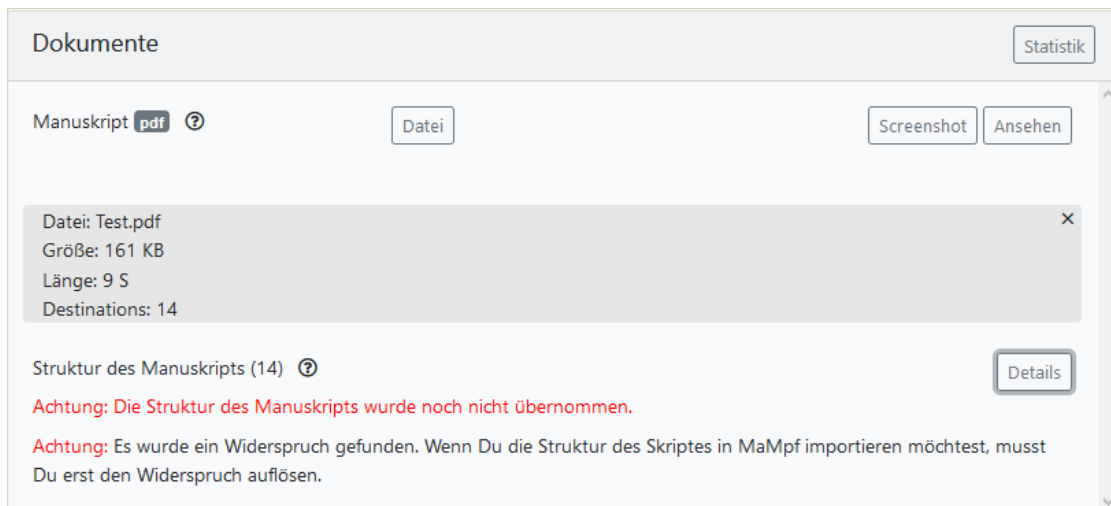 Dokumente
Statistik
Manuskript pdf
Datei
Screenshot
Ansehen
Datei: Test.pdf
Größe: 161 KB
Länge: 9 S
Destinations: 14
Struktur des Manuskripts (14)
Details
Achtung: Die Struktur des Manuskripts wurde noch nicht übernommen.
Achtung: Es wurde ein Widerspruch gefunden. Wenn Du die Struktur des Skriptes in MaMpf importieren möchtest, musst
Du erst den Widerspruch auflösen.